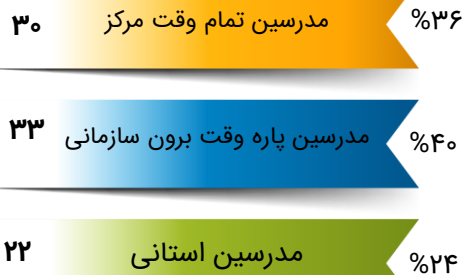 %۳۶ مدرسین تمام وقت مرکز ۳۰
%۴۰ مدرسین پاره وقت برون سازمانی ۳۳
%۲۴ مدرسین استانی ۲۲